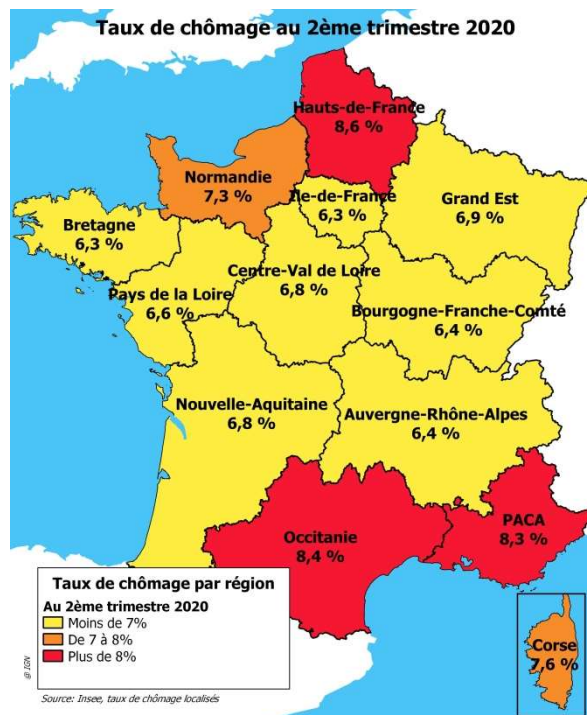 Taux de chômage au 2ème trimestre 2020
Hauts-de-France
8,6 %
Normandie
7,3 %
Ile-de-France
6,3 %
Grand Est
6,9 %
Bretagne
6,3 %
Centre-Val de Loire
6,8 %
Pays de la Loire
6,6 %
Bourgogne-Franche-Comté
6,4 %
Nouvelle-Aquitaine
6,8 %
Auvergne-Rhône-Alpes
6,4 %
Occitanie
8,4 %
PACA
8,3 %
Corse
7,6 %
Taux de chômage par région
Au 2ème trimestre 2020
Moins de 7%
De 7 à 8%
Plus de 8%
@ IGN
Source: Insee, taux de chômage localisés